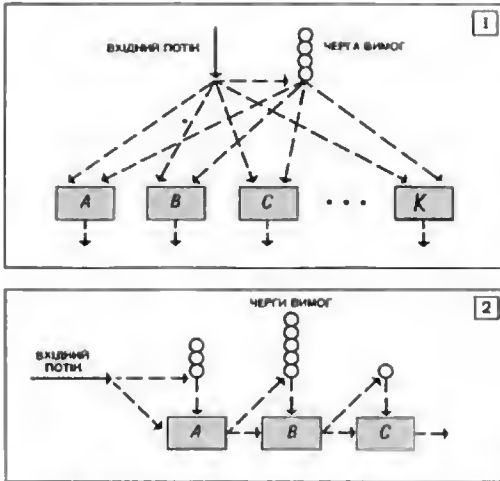 1
ВХІДНИЙ ПОТІК
ЧЕРГА ВИМОГ
A
B
C
K
2
ЧЕРГИ ВИМОГ
ВХІДНИЙ
ПОТІК
A
B
C